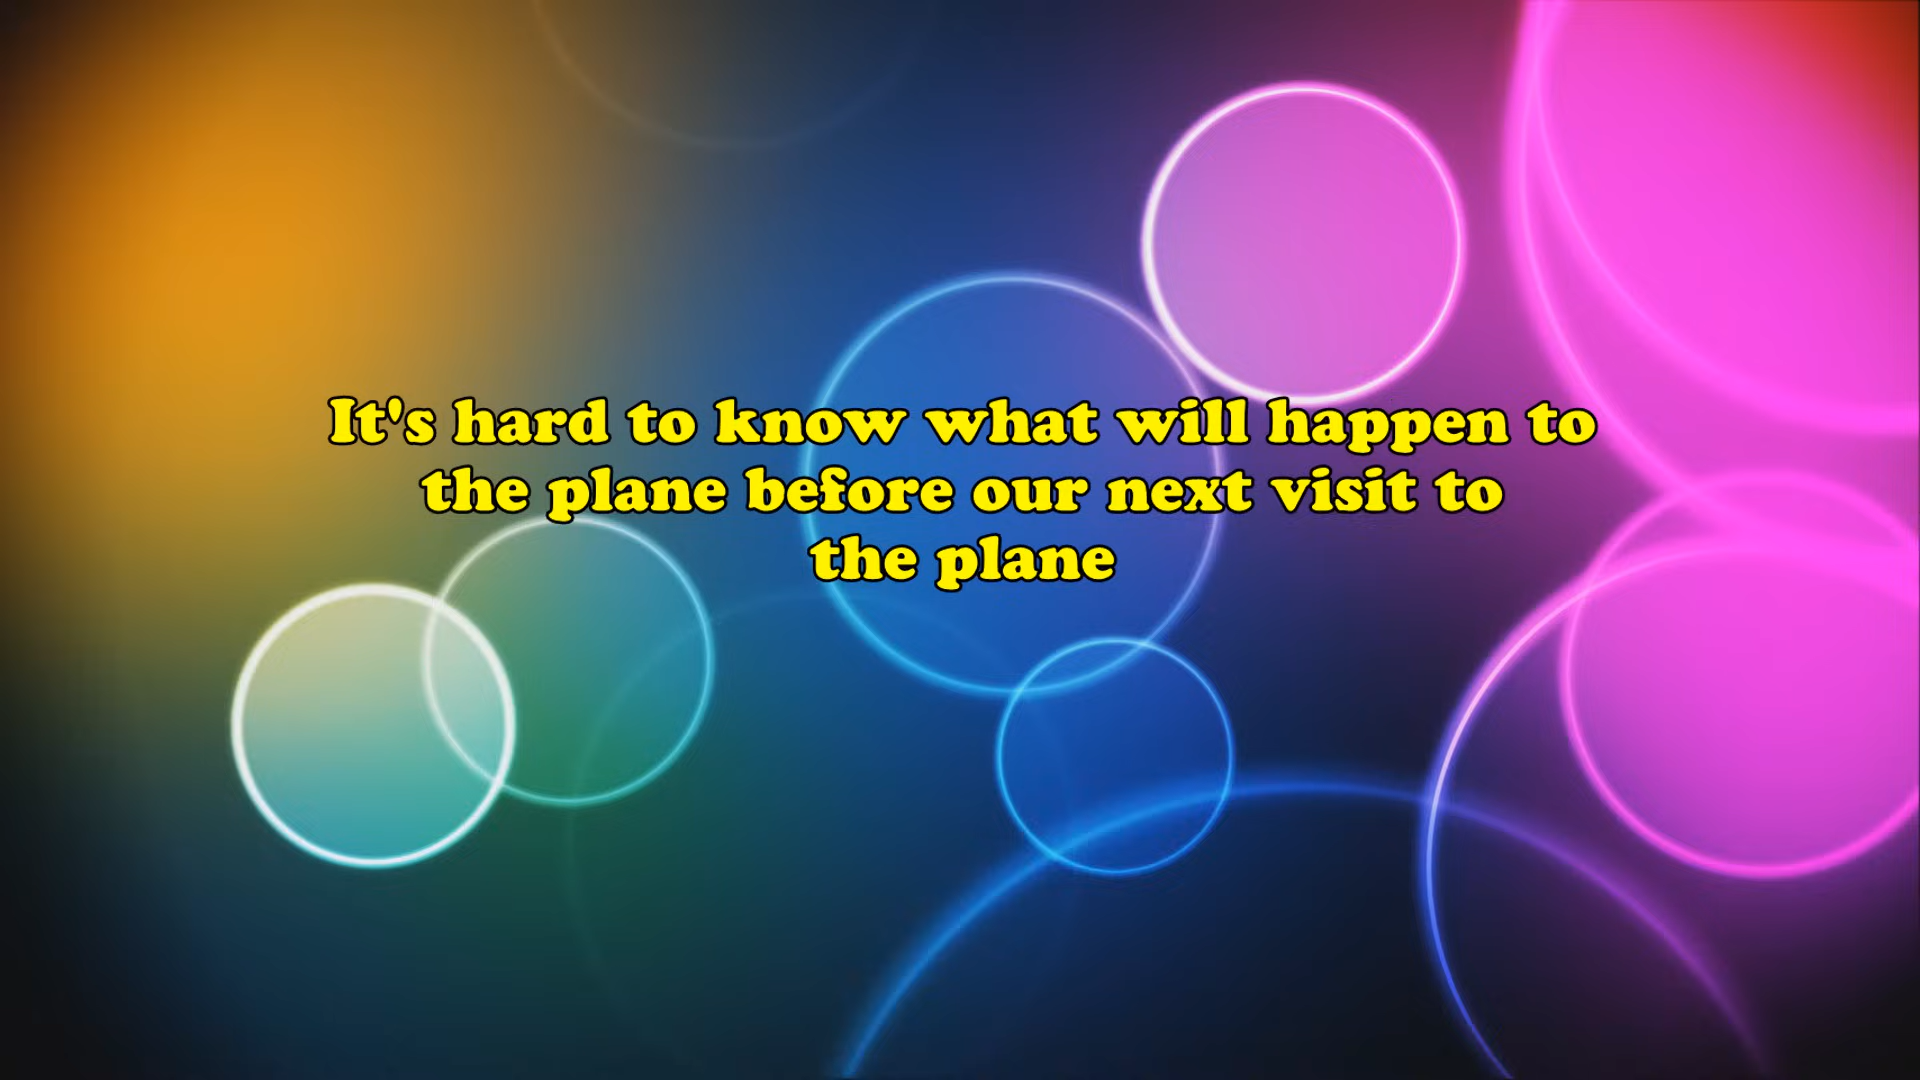 It's hard to know what will happen to
the plane before our next visit to
the plane